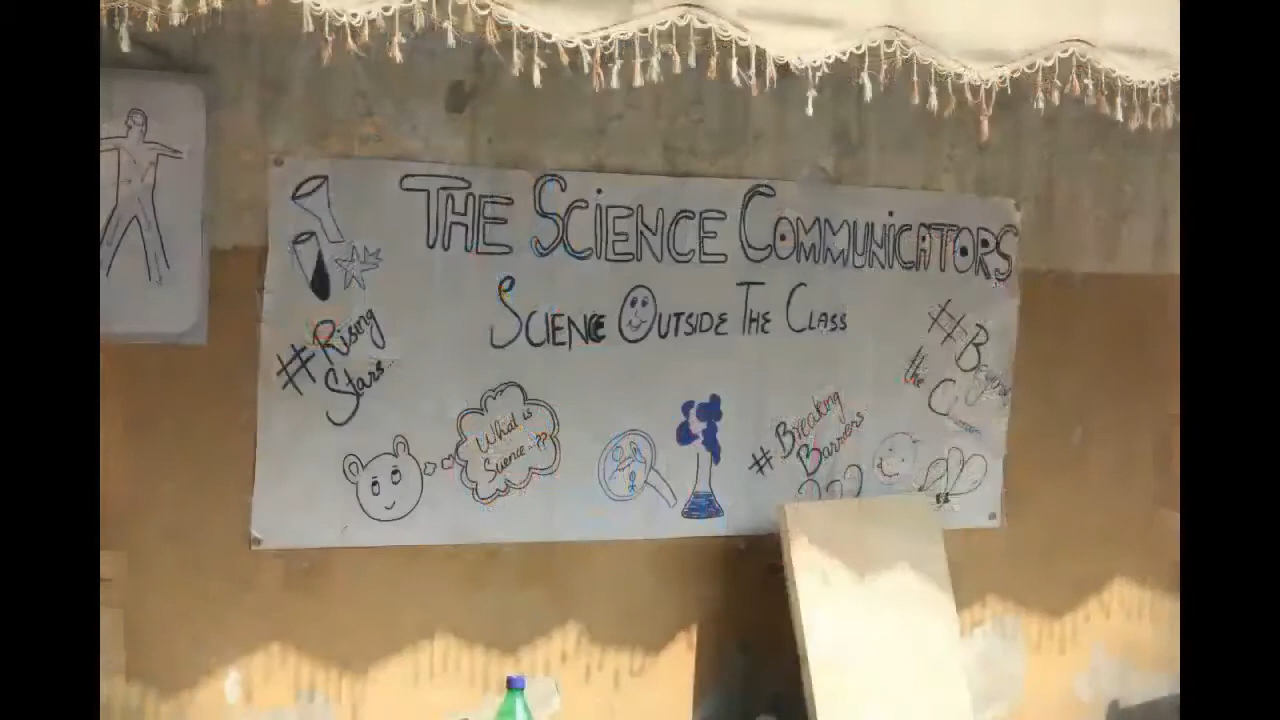 THE SCIENCE COMMUNICATORS
SCIENCE OUTSIDE THE CLASS
#Rising
Stars
What is
Science-??
#Breaking
Barriers
the